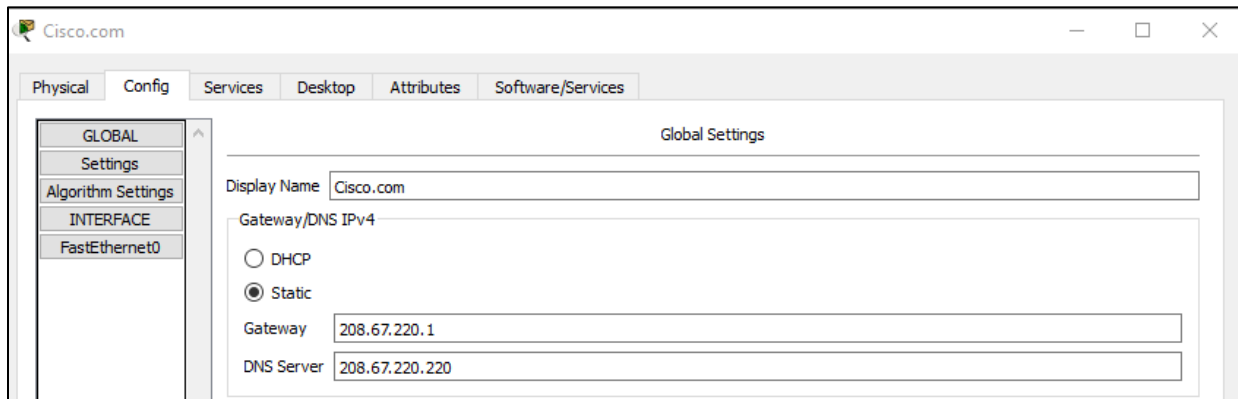 Cisco.com
Physical Config Services Desktop Attributes Software/Services
GLOBAL
Settings
Algorithm Settings
INTERFACE
FastEthernet0
Global Settings
Display Name Cisco.com
Gateway/DNS IPv4
DHCP
Static
Gateway 208.67.220.1
DNS Server 208.67.220.220